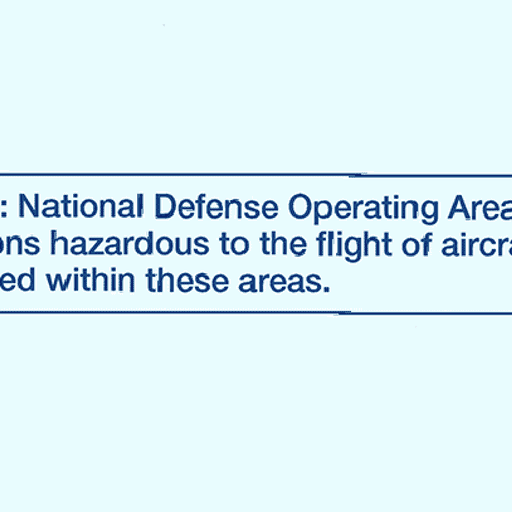 : National Defense Operating Area
ons hazardous to the flight of aircra
ed within these areas.